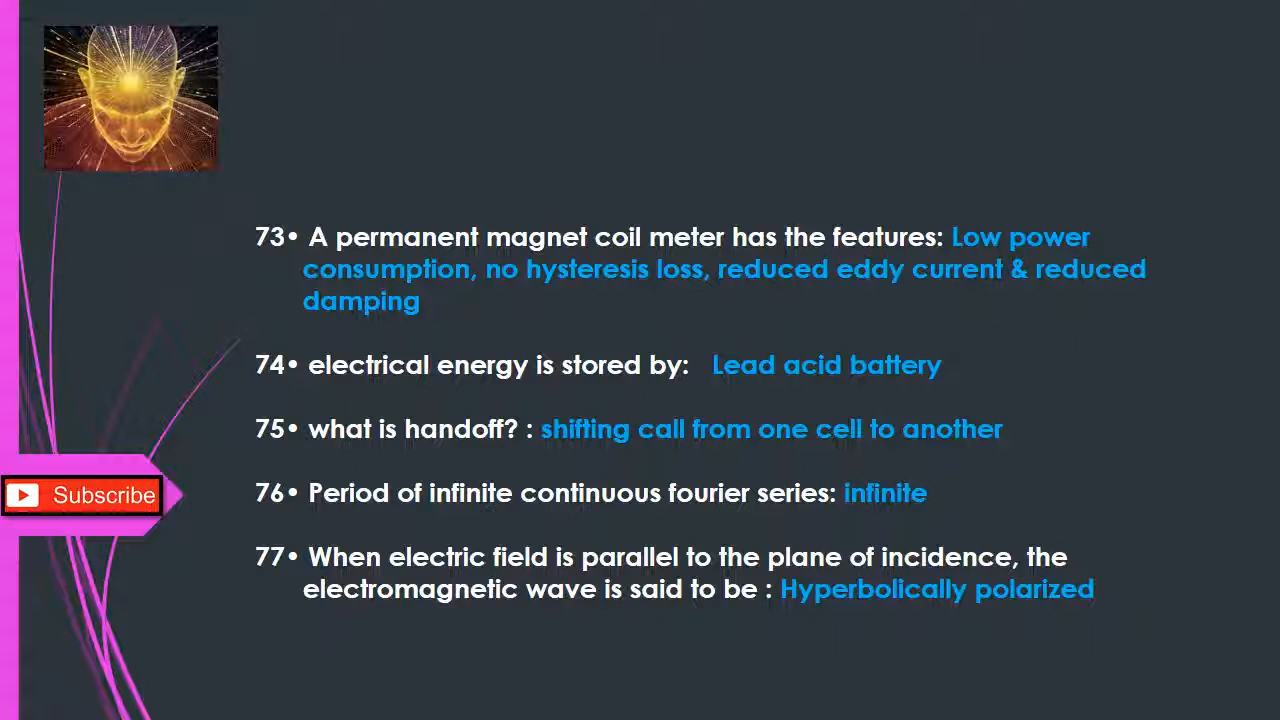 73• A permanent magnet coil meter has the features: Low power
consumption, no hysteresis loss, reduced eddy current & reduced
damping
74• electrical energy is stored by: Lead acid battery
75• what is handoff? : shifting call from one cell to another
76• Period of infinite continuous fourier series: infinite
Subscribe
77• When electric field is parallel to the plane of incidence, the
electromagnetic wave is said to be : Hyperbolically polarized